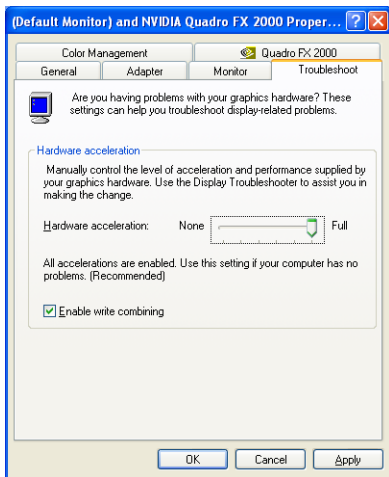 (Default Monitor) and NVIDIA Quadro FX 2000 Proper...
Color Management
Quadro FX 2000
General
Adapter
Monitor
Troubleshoot
Are you having problems with your graphics hardware? These
settings can help you troubleshoot display-related problems.
Hardware acceleration
Manually control the level of acceleration and performance supplied by
your graphics hardware. Use the Display Troubleshooter to assist you in
making the change.
Hardware acceleration: None Full
All accelerations are enabled. Use this setting if your computer has no
problems. (Recommended)
Enable write combining
OK
Cancel
Apply